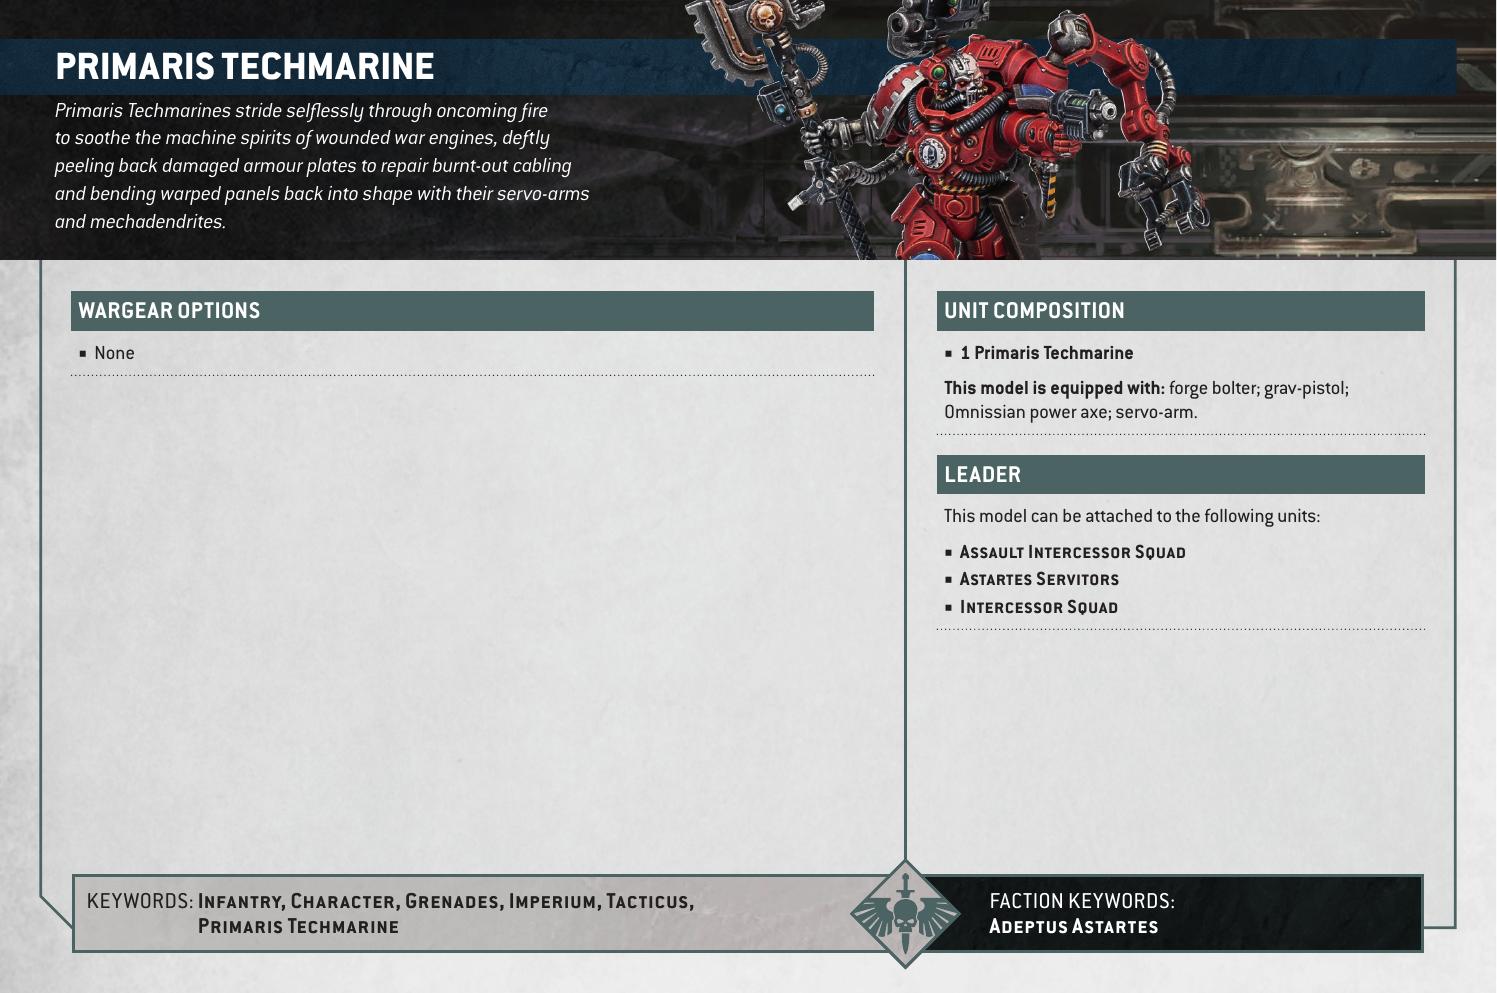 PRIMARIS TECHMARINE
Primaris Techmarines stride selflessly through oncoming fire
to soothe the machine spirits of wounded war engines, deftly
peeling back damaged armour plates to repair burnt-out cabling
and bending warped panels back into shape with their servo-arms
and mechadendrites.
WARGEAR OPTIONS
▪ None
UNIT COMPOSITION
▪ 1 Primaris Techmarine
This model is equipped with: forge bolter; grav-pistol;
Omnissian power axe; servo-arm.
LEADER
This model can be attached to the following units:
▪ Assault Intercessor Squad
▪ Astartes Servitors
▪ Intercessor Squad
KEYWORDS: Infantry, Character, Grenades, Imperium, Tacticus,
Primaris Techmarine
FACTION KEYWORDS:
Adeptus Astartes